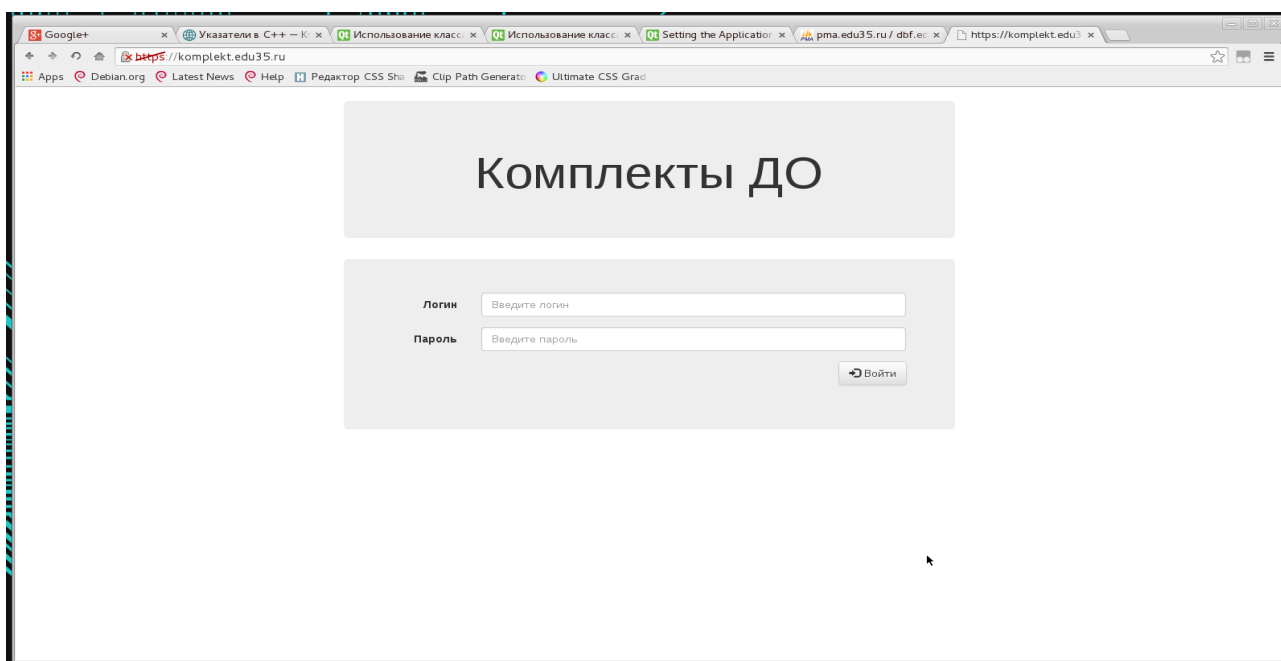 Google+
Указатели в C++ — К
Использование класс
Использование класс
Setting the Application
pma.edu35.ru / dbf.ed
https://komplekt.edu3
https://komplekt.edu35.ru
Apps
Debian.org
Latest News
Help
Редактор CSS Sha
Clip Path Generato
Ultimate CSS Grad
Комплекты ДО
Логин
Введите логин
Пароль
Введите пароль
Войти